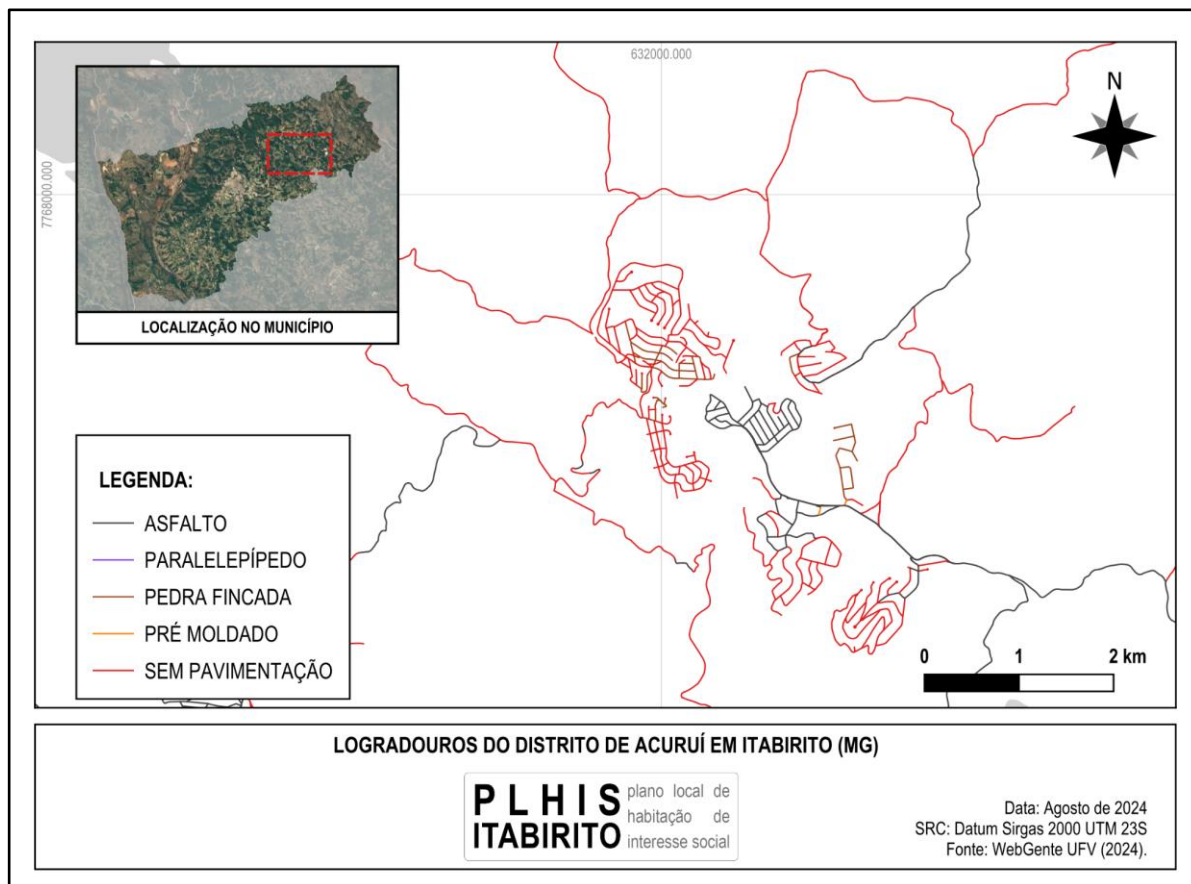 632000.000
7768000.000
N
LOCALIZAÇÃO NO MUNICÍPIO
LEGENDA:
ASFALTO
PARALELEPÍPEDO
PEDRA FINCADA
PRÉ MOLDADO
SEM PAVIMENTAÇÃO
0 1 2 km
LOGRADOUROS DO DISTRITO DE ACURUÍ EM ITABIRITO (MG)
PLHIS
ITABIRITO
plano local de
habitação de
interesse social
Data: Agosto de 2024
SRC: Datum Sirgas 2000 UTM 23S
Fonte: WebGente UFV (2024).